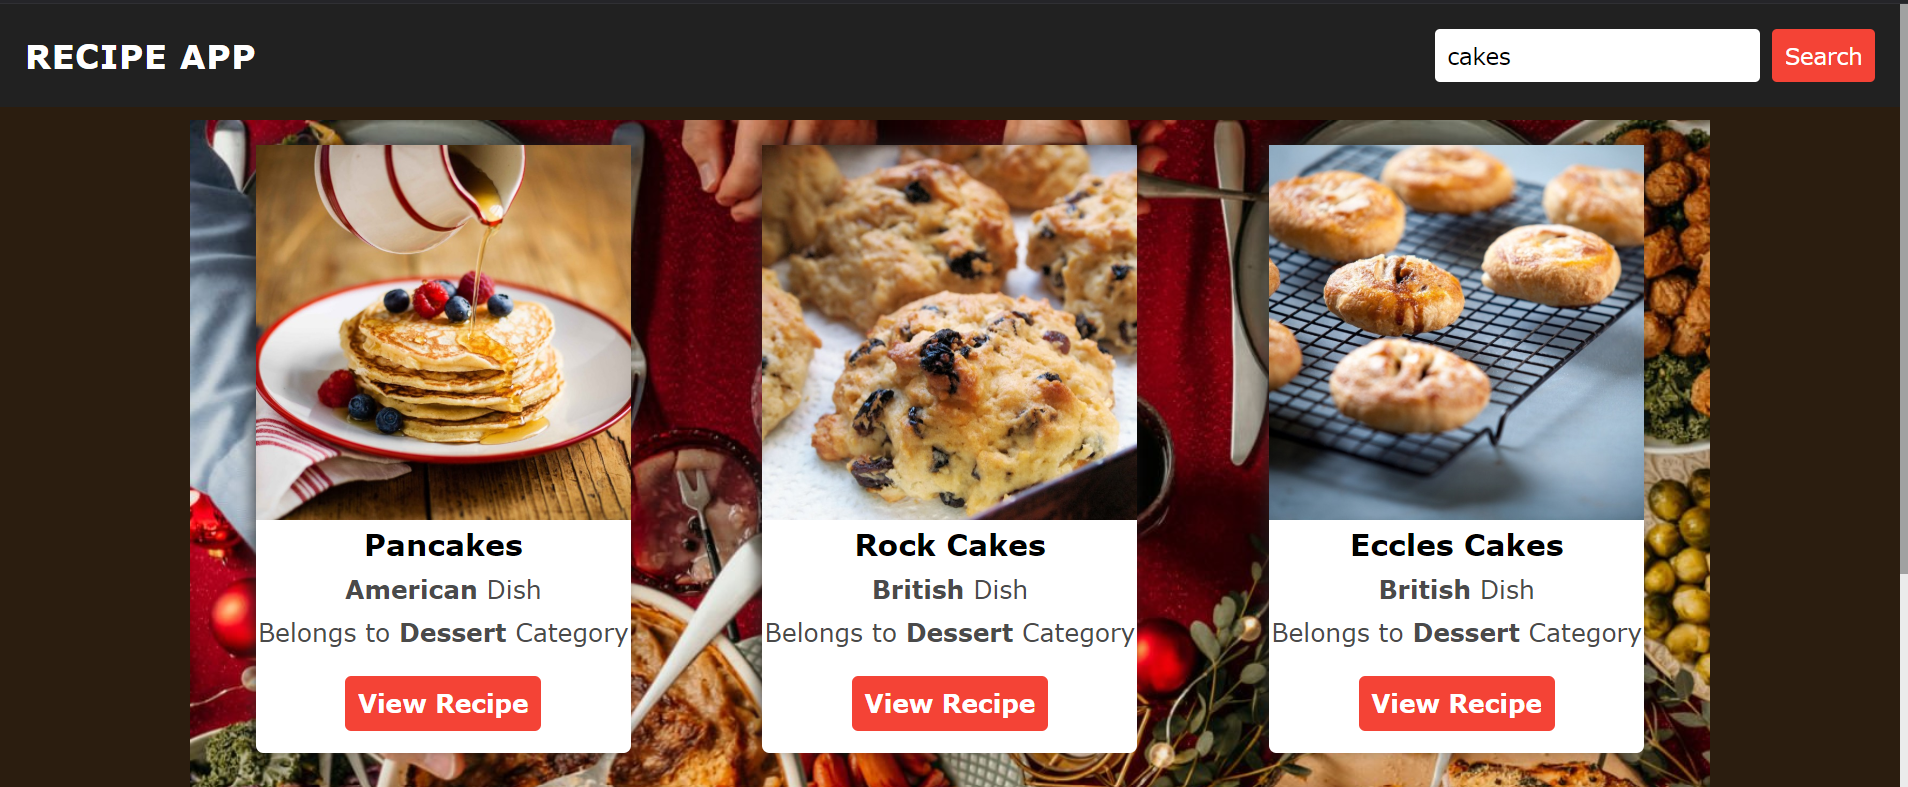 RECIPE APP
cakes
Search
Pancakes
American Dish
Belongs to Dessert Category
View Recipe
Rock Cakes
British Dish
Belongs to Dessert Category
View Recipe
Eccles Cakes
British Dish
Belongs to Dessert Category
View Recipe